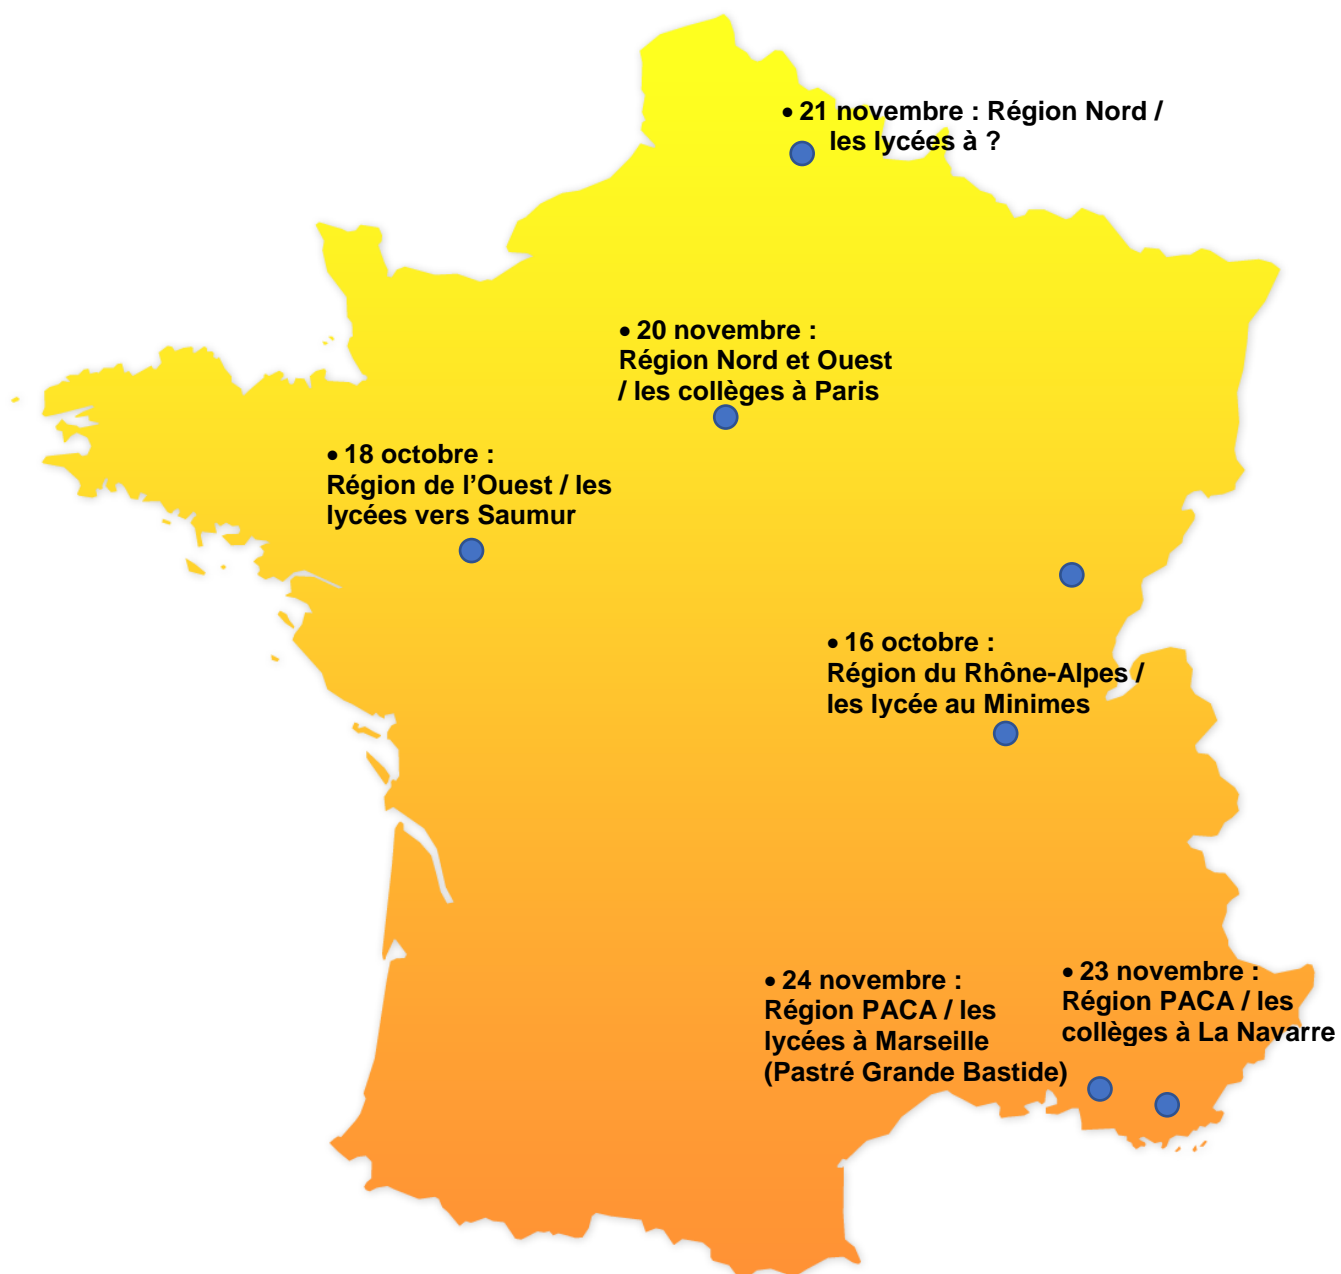 • 21 novembre : Région Nord /
les lycées à ?
• 20 novembre :
Région Nord et Ouest
/ les collèges à Paris
• 18 octobre :
Région de l’Ouest / les
lycées vers Saumur
• 16 octobre :
Région du Rhône-Alpes /
les lycée au Minimes
• 24 novembre :
Région PACA / les
lycées à Marseille
(Pastré Grande Bastide)
• 23 novembre :
Région PACA / les
collèges à La Navarre